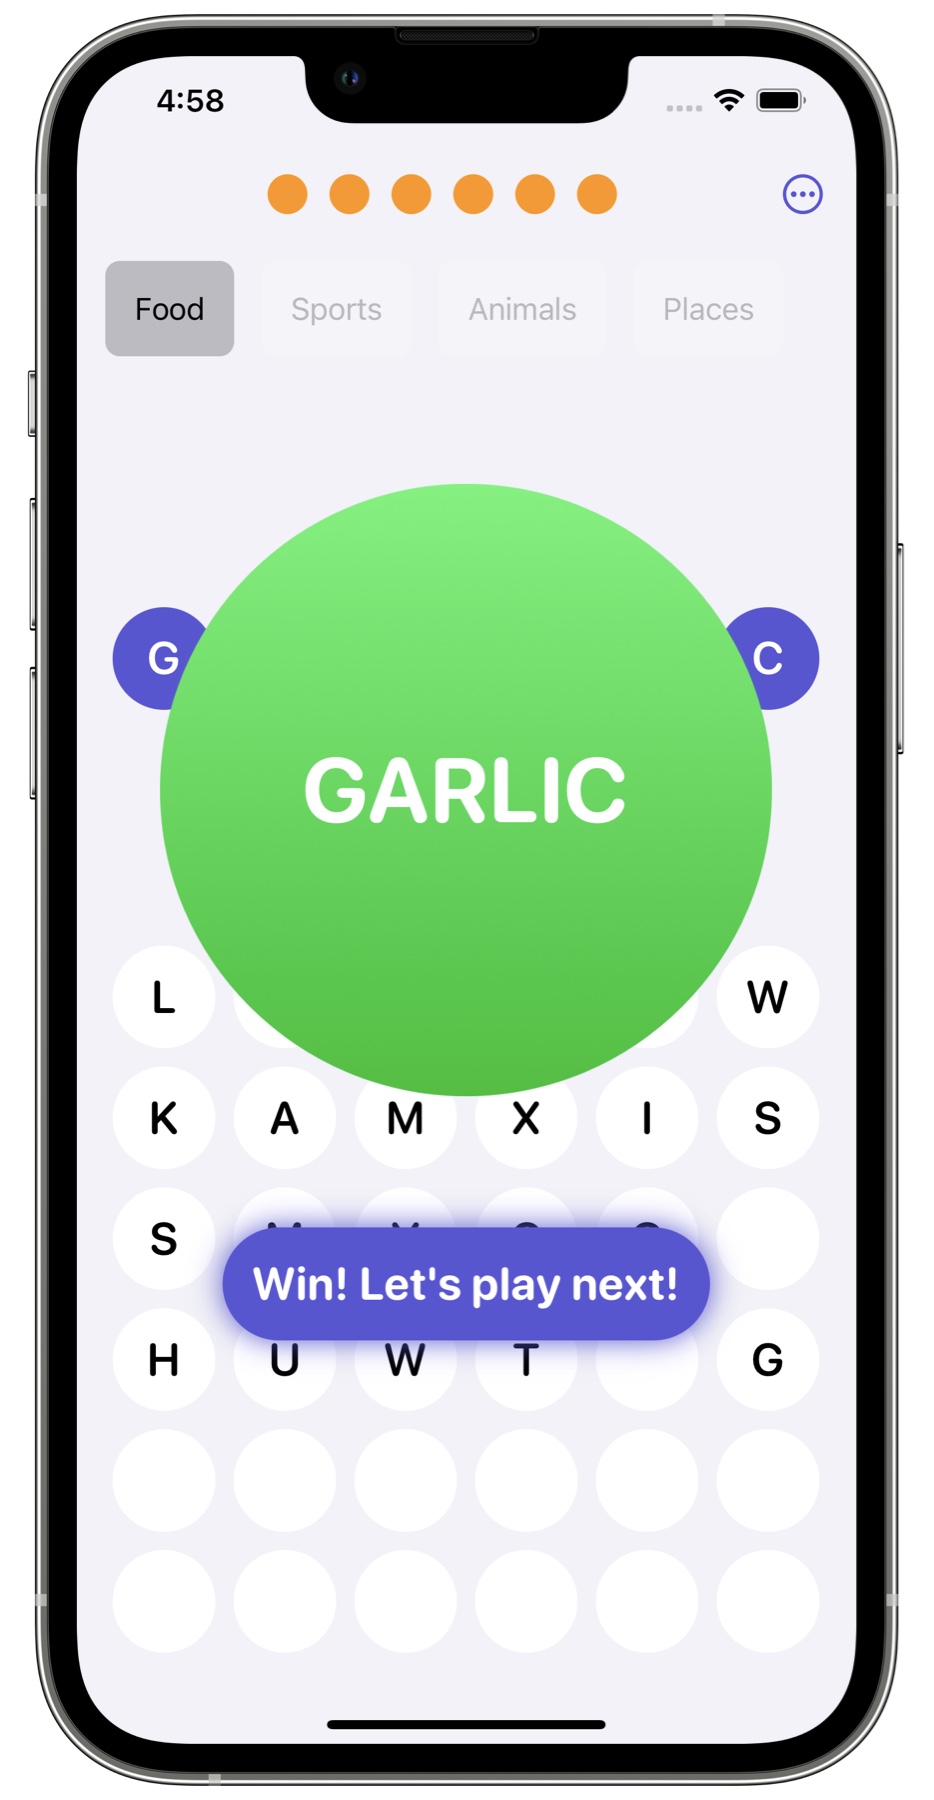 4:58
Food Sports Animals Places
G C
GARLIC
L W
K A M X I S
S
Win! Let's play next!
H U W T G